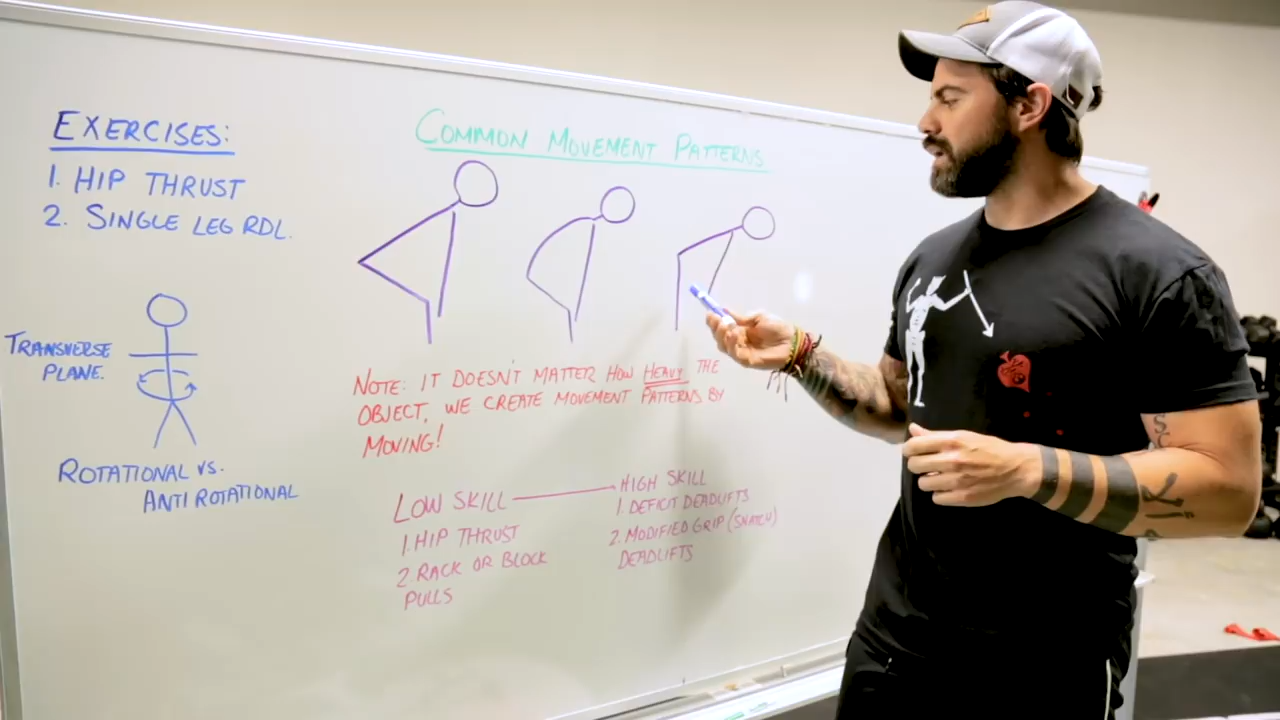 EXERCISES:
1. HIP THRUST
2. SINGLE LEG RDL.
TRANSVERSE
PLANE.
ROTATIONAL VS.
ANTI ROTATIONAL
COMMON MOVEMENT PATTERNS
NOTE: IT DOESN'T MATTER HOW HEAVY THE
OBJECT, WE CREATE MOVEMENT PATTERNS BY
MOVING!
LOW SKILL
1. HIP THRUST
2. RACK OR BLOCK
PULLS
HIGH SKILL
1. DEFICIT DEADLIFTS
2. MODIFIED GRIP (SNATCH)
DEADLIFTS